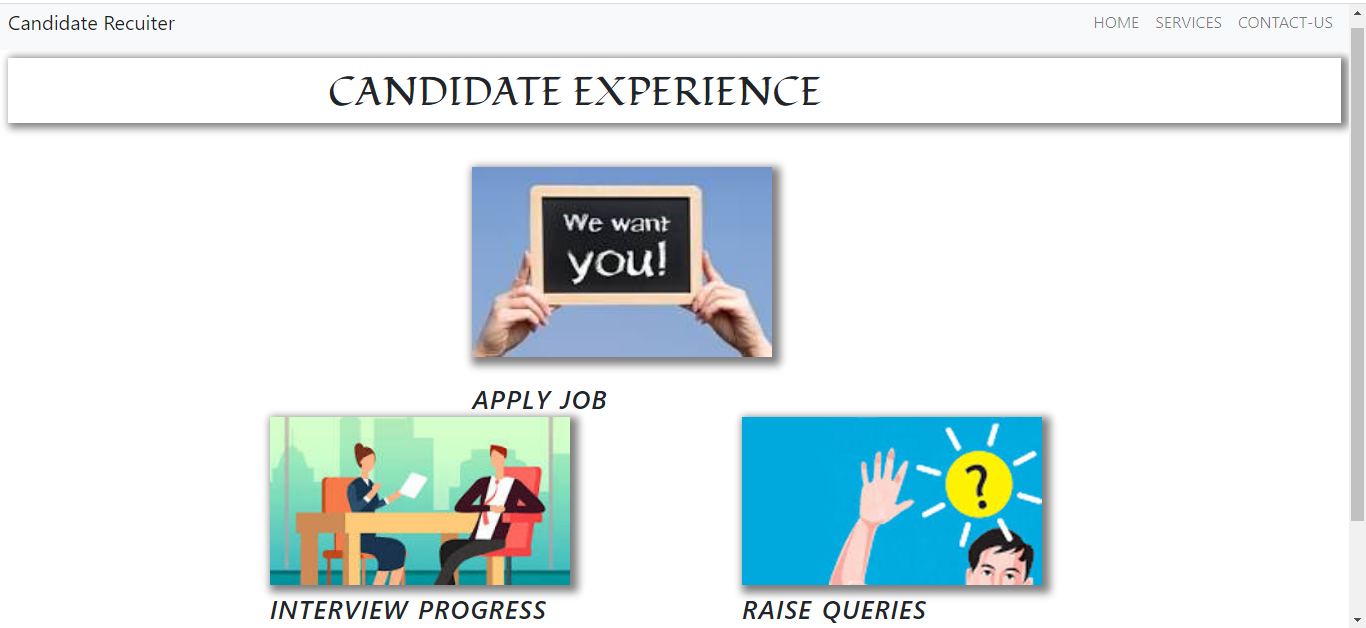 Candidate Recuiter
HOME SERVICES CONTACT-US
CANDIDATE EXPERIENCE
We want
you!
APPLY JOB
?
INTERVIEW PROGRESS
RAISE QUERIES